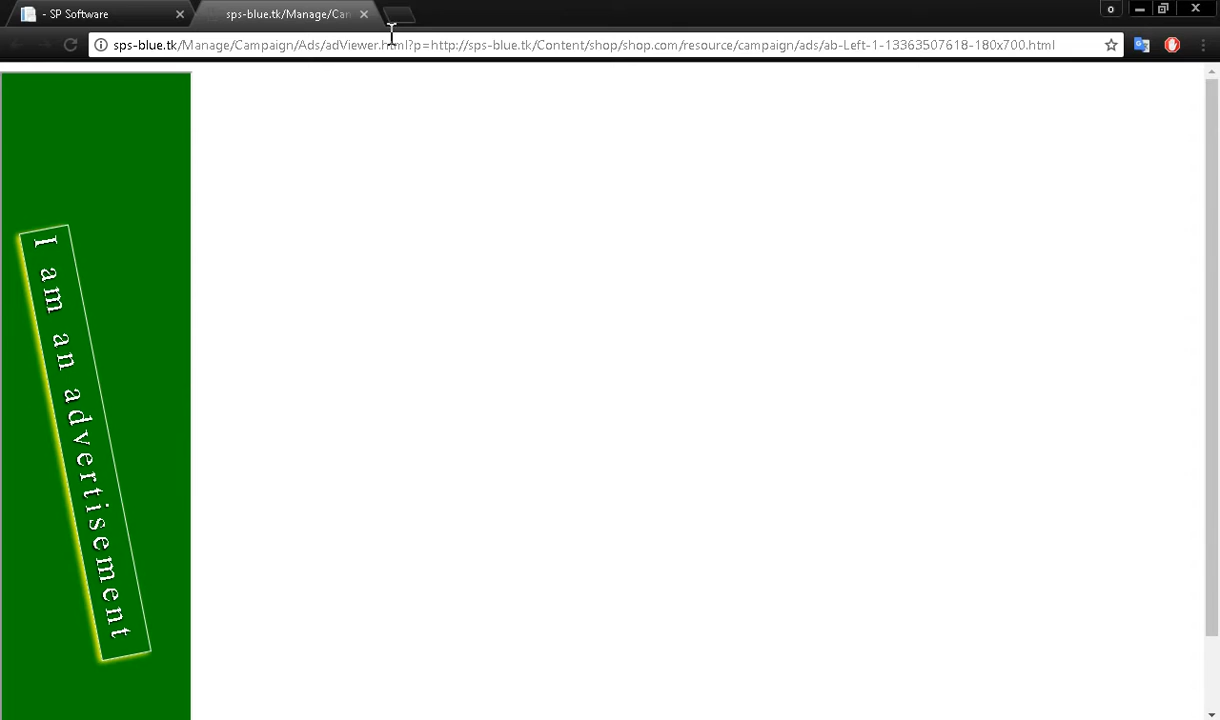 - SP Software
sps-blue.tk/Manage/Car
sps-blue.tk/Manage/Campaign/Ads/adViewer.html?p=http://sps-blue.tk/Content/shop/shop.com/resource/campaign/ads/ab-Left-1-13363507618-180x700.html
I am an advertisement